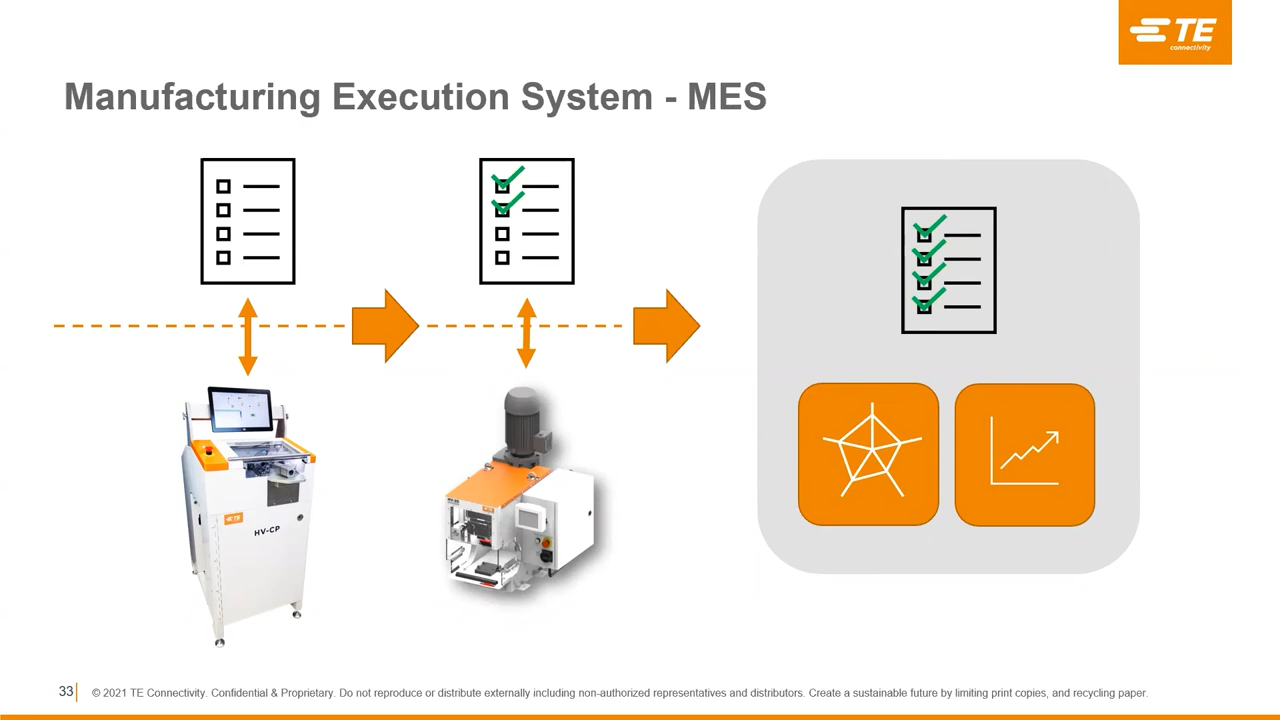 TE
connectivity
Manufacturing Execution System - MES
TE
HV-CP
33
© 2021 TE Connectivity. Confidential & Proprietary. Do not reproduce or distribute externally including non-authorized representatives and distributors. Create a sustainable future by limiting print copies, and recycling paper.